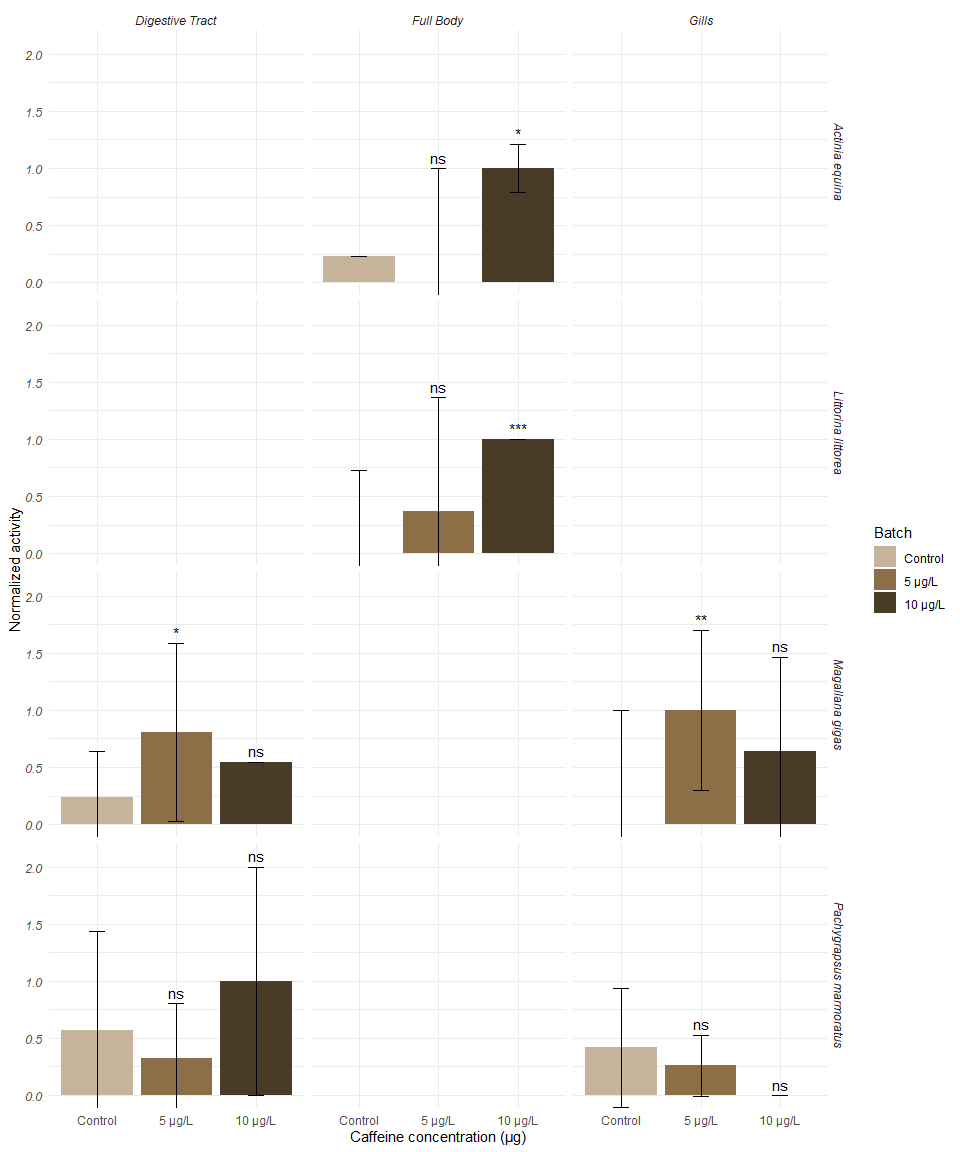 Digestive Tract Full Body Gills
2.0
1.5
1.0
0.5
0.0
ns
*
Actinia equina
2.0
1.5
1.0
0.5
0.0
ns
***
Littorina littorea
Normalized activity
2.0
1.5
1.0
0.5
0.0
*
ns
**
ns
Magallana gigas
2.0
1.5
1.0
0.5
0.0
ns
ns
ns
ns
Pachygrapsus marmoratus
Control 5 µg/L 10 µg/L Control 5 µg/L 10 µg/L Control 5 µg/L 10 µg/L
Caffeine concentration (µg)
Batch
Control
5 µg/L
10 µg/L